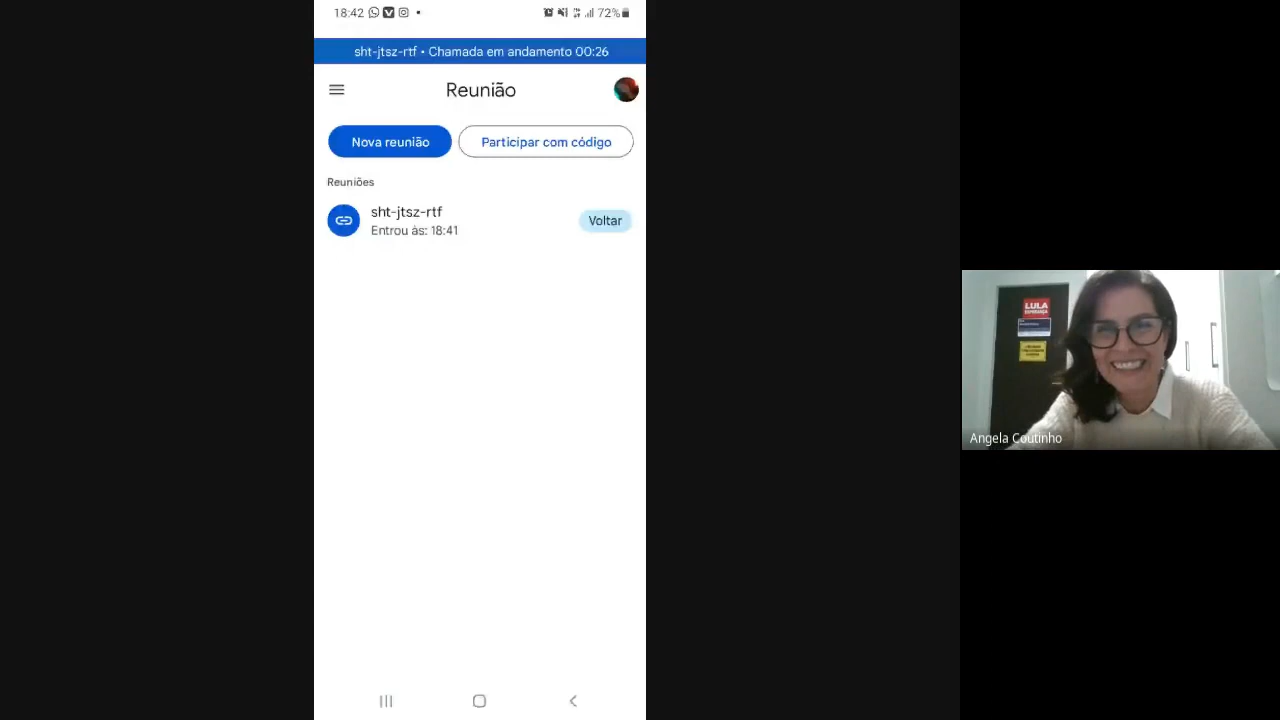 18:42 72%
sht-jtsz-rtf • Chamada em andamento 00:26
Reunião
Nova reunião Participar com código
Reuniões
sht-jtsz-rtf
Entrou às: 18:41
Voltar
LULA
ESPERANÇA
Angela Coutinho